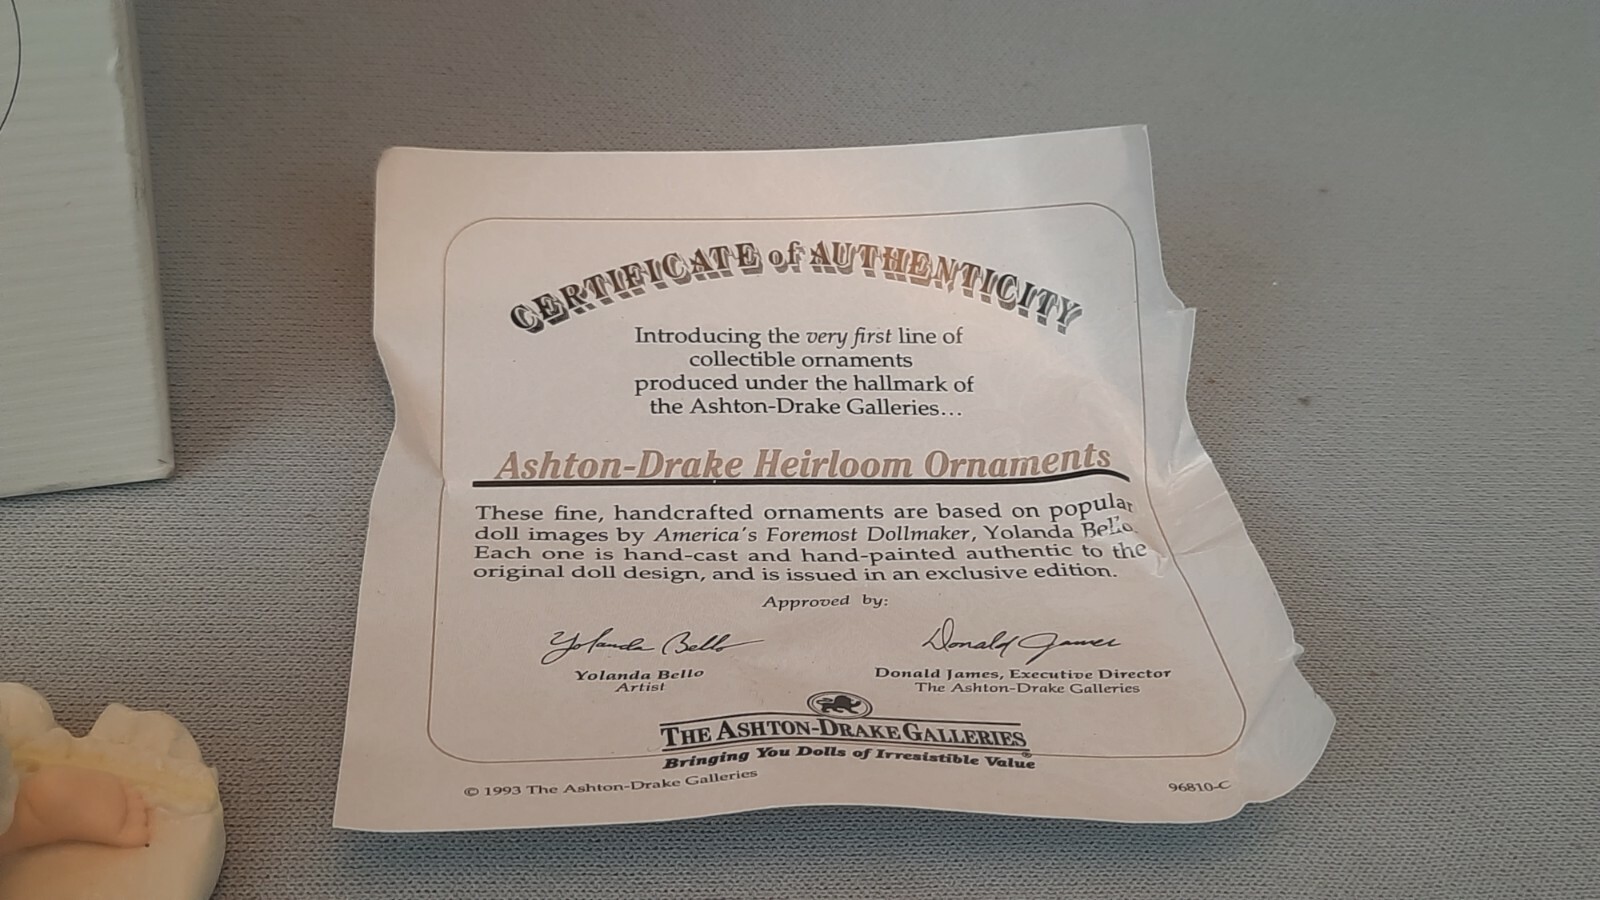 CERTIFICATE of AUTHENTICITY
Introducing the very first line of
collectible ornaments
produced under the hallmark of
the Ashton-Drake Galleries...
Ashton-Drake Heirloom Ornaments
These fine, handcrafted ornaments are based on popular
doll images by America's Foremost Dollmaker, Yolanda Bello.
Each one is hand-cast and hand-painted authentic to the
original doll design, and is issued in an exclusive edition.
Approved by:
Yolanda Bello
Donald James
Yolanda Bello
Artist
Donald James, Executive Director
The Ashton-Drake Galleries
THE ASHTON-DRAKE GALLERIES
Bringing You Dolls of Irresistible Value
© 1993 The Ashton-Drake Galleries
96810-C